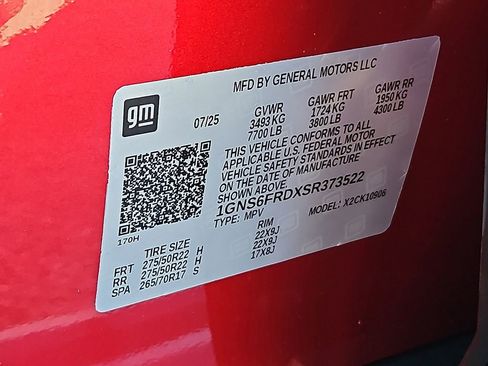 MFD BY GENERAL MOTORS LLC
gm
07/25 GVWR GAWR FRT GAWR RR
3493 KG 1724 KG 1950 KG
7700 LB 3800 LB 4300 LB
THIS VEHICLE CONFORMS TO ALL
APPLICABLE U.S. FEDERAL MOTOR
VEHICLE SAFETY STANDARDS IN EFFECT
ON THE DATE OF MANUFACTURE
SHOWN ABOVE.
1GNS6FRDXSR373522
TYPE: MPV MODEL: X2CK10906
170H
TIRE SIZE RIM
FRT 275/50R22 H 22X9J
RR 275/50R22 H 22X9J
SPA 265/70R17 S 17X8J